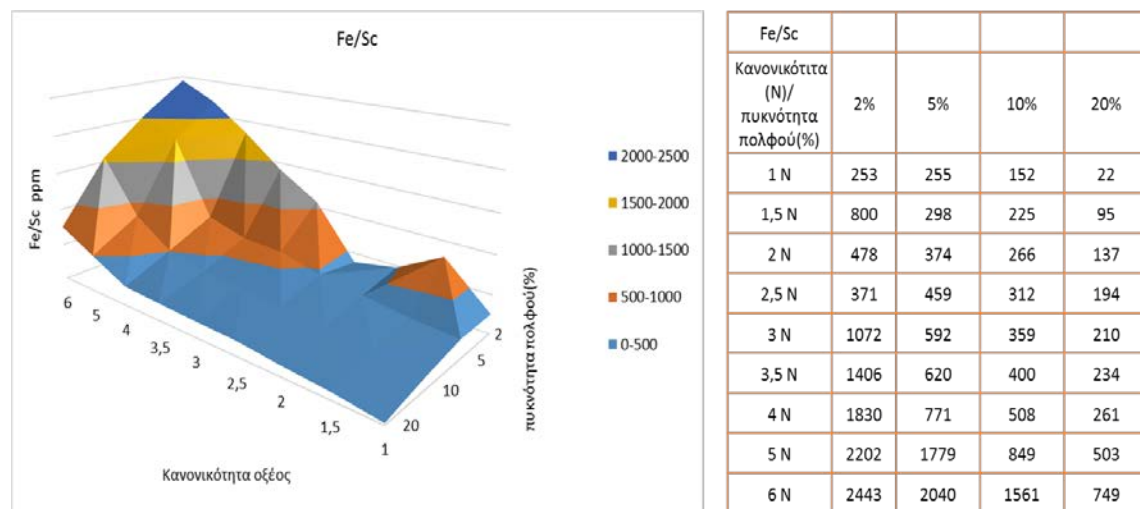 Fe/Sc
Fe/Sc ppm
6
5
4
3,5
3
2,5
2
1,5
1
20
10
5
2
Κανονικότητα οξέος
πυκνότητα πολφού(%)
2000-2500
1500-2000
1000-1500
500-1000
0-500
Fe/Sc
Κανονικότιτα
(N)/
πυκνότητα
πολφού(%)
2% 5% 10% 20%
1 N 253 255 152 22
1,5 N 800 298 225 95
2 N 478 374 266 137
2,5 N 371 459 312 194
3 N 1072 592 359 210
3,5 N 1406 620 400 234
4 N 1830 771 508 261
5 N 2202 1779 849 503
6 N 2443 2040 1561 749